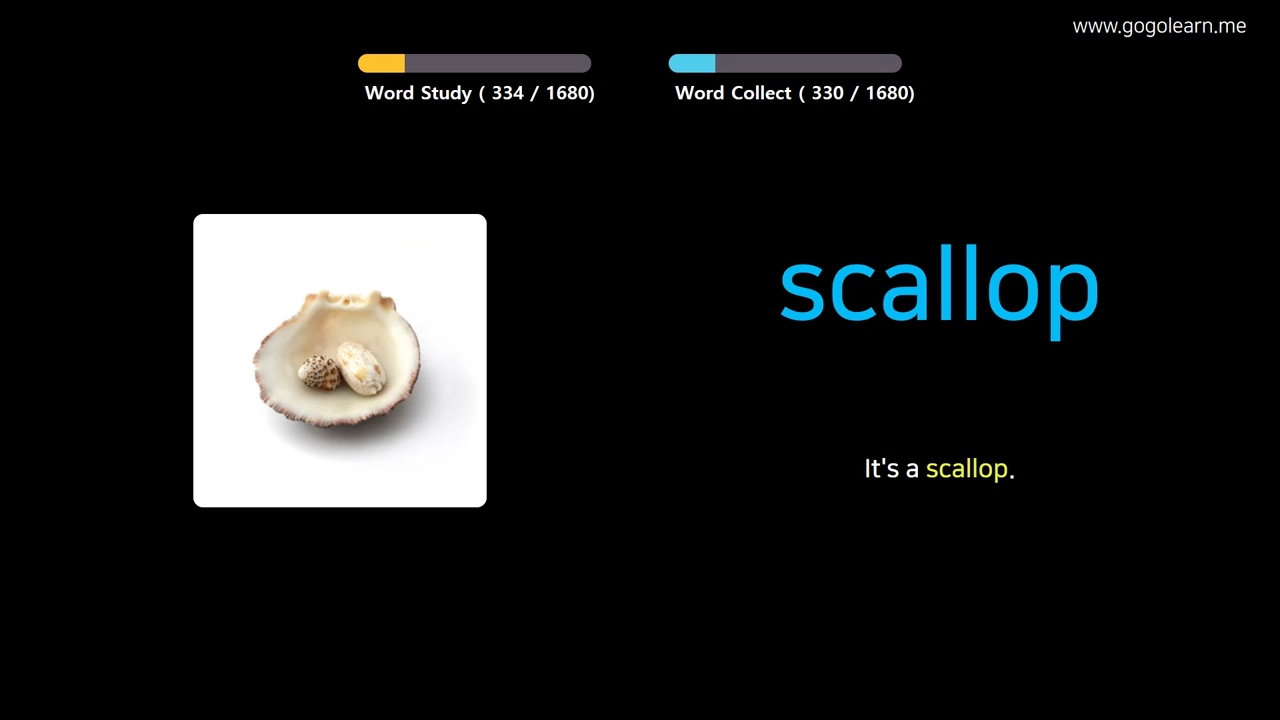 www.gogolearn.me
Word Study ( 334 / 1680)
Word Collect ( 330 / 1680)
scallop
It's a scallop.